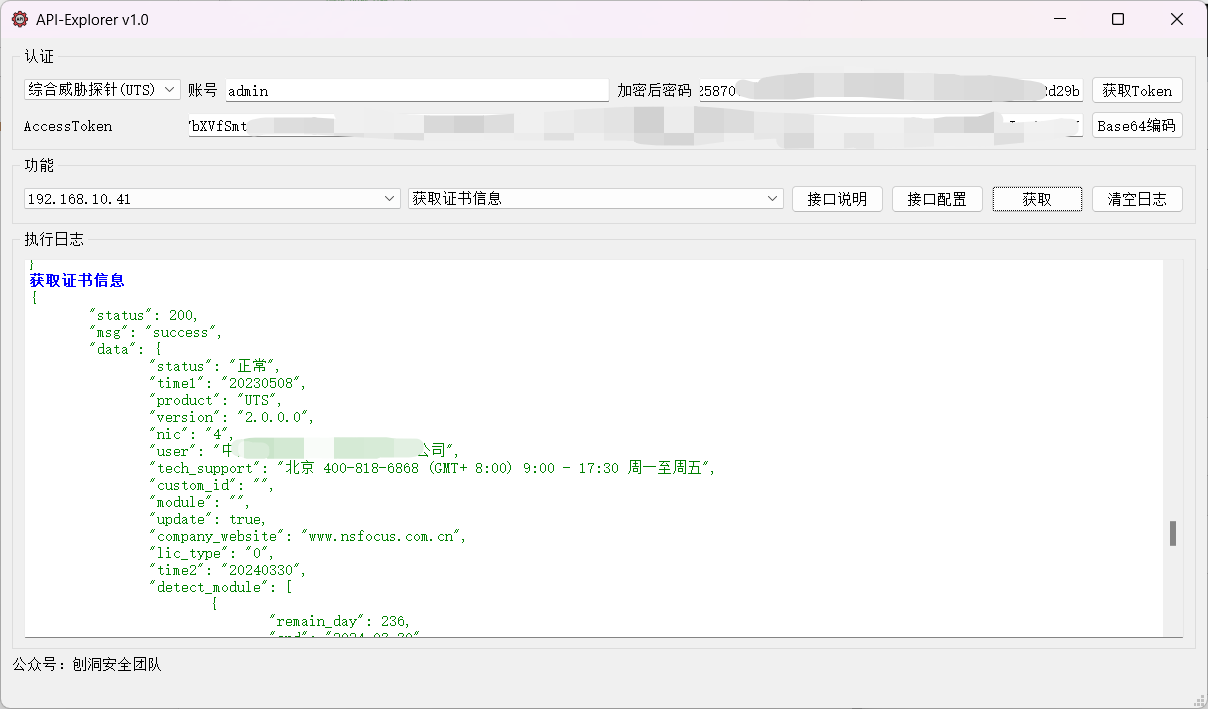 API-Explorer v1.0
认证
综合威胁探针(UTS) 账号 admin 加密后密码 25870 d29b 获取Token
AccessToken bXVfSmt Base64编码
功能
192.168.10.41 获取证书信息 接口说明 接口配置 获取 清空日志
执行日志
}
获取证书信息
{
"status": 200,
"msg": "success",
"data": {
"status": "正常",
"time1": "20230508",
"product": "UTS",
"version": "2.0.0.0",
"nic": "4",
"user": "中 公司",
"tech_support": "北京 400-818-6868 (GMT+ 8:00) 9:00 - 17:30 周一至周五",
"custom_id": "",
"module": "",
"update": true,
"company_website": "www.nsfocus.com.cn",
"lic_type": "0",
"time2": "20240330",
"detect_module": [
{
"remain_day": 236,
公众号：刨洞安全团队